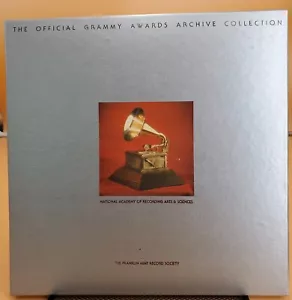 THE OFFICIAL GRAMMY AWARDS ARCHIVE COLLECTION
NATIONAL ACADEMY OF RECORDING ARTS & SCIENCES
THE FRANKLIN MINT RECORD SOCIETY